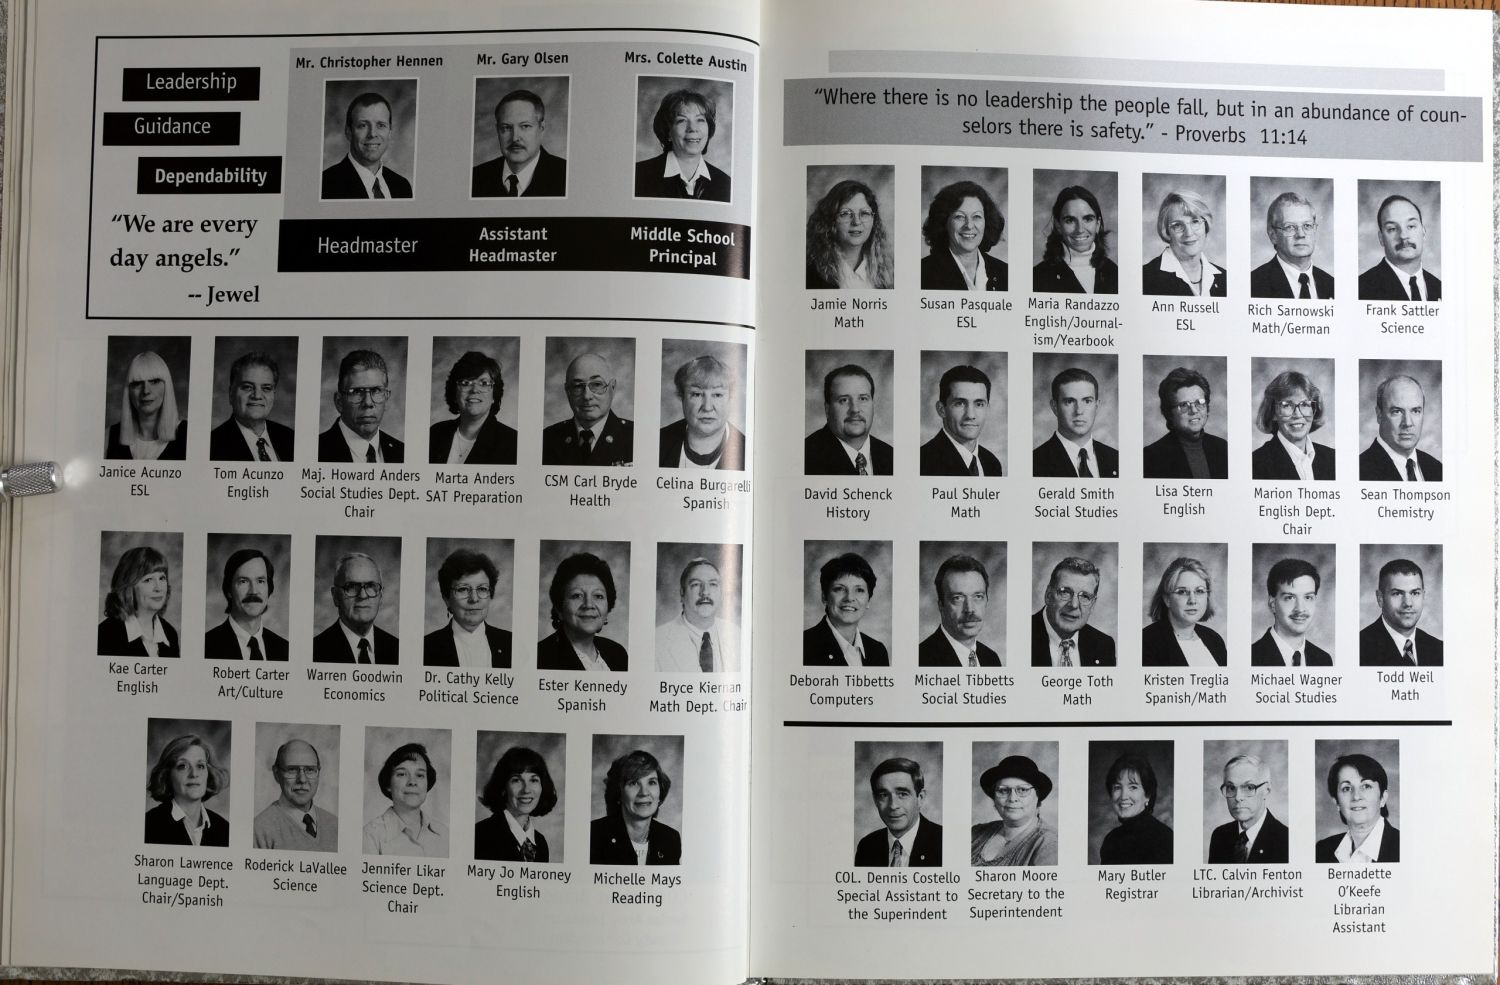 Leadership
Guidance
Dependability
“We are every
day angels.”
-- Jewel
Mr. Christopher Hennen
Mr. Gary Olsen
Mrs. Colette Austin
Headmaster
Assistant
Headmaster
Middle School
Principal
Janice Acunzo
ESL
Tom Acunzo
English
Maj. Howard Anders
Social Studies Dept.
Chair
Marta Anders
SAT Preparation
CSM Carl Bryde
Health
Celina Burgarelli
Spanish
Kae Carter
English
Robert Carter
Art/Culture
Warren Goodwin
Economics
Dr. Cathy Kelly
Political Science
Ester Kennedy
Spanish
Bryce Kiernan
Math Dept. Chair
Sharon Lawrence
Language Dept.
Chair/Spanish
Roderick LaVallee
Science
Jennifer Likar
Science Dept.
Chair
Mary Jo Maroney
English
Michelle Mays
Reading
“Where there is no leadership the people fall, but in an abundance of coun-
selors there is safety.” - Proverbs 11:14
Jamie Norris
Math
Susan Pasquale
ESL
Maria Randazzo
English/Journal-
ism/Yearbook
Ann Russell
ESL
Rich Sarnowski
Math/German
Frank Sattler
Science
David Schenck
History
Paul Shuler
Math
Gerald Smith
Social Studies
Lisa Stern
English
Marion Thomas
English Dept.
Chair
Sean Thompson
Chemistry
Deborah Tibbetts
Computers
Michael Tibbetts
Social Studies
George Toth
Math
Kristen Treglia
Spanish/Math
Michael Wagner
Social Studies
Todd Weil
Math
COL. Dennis Costello
Special Assistant to
the Superindent
Sharon Moore
Secretary to the
Superintendent
Mary Butler
Registrar
LTC. Calvin Fenton
Librarian/Archivist
Bernadette
O’Keefe
Librarian
Assistant